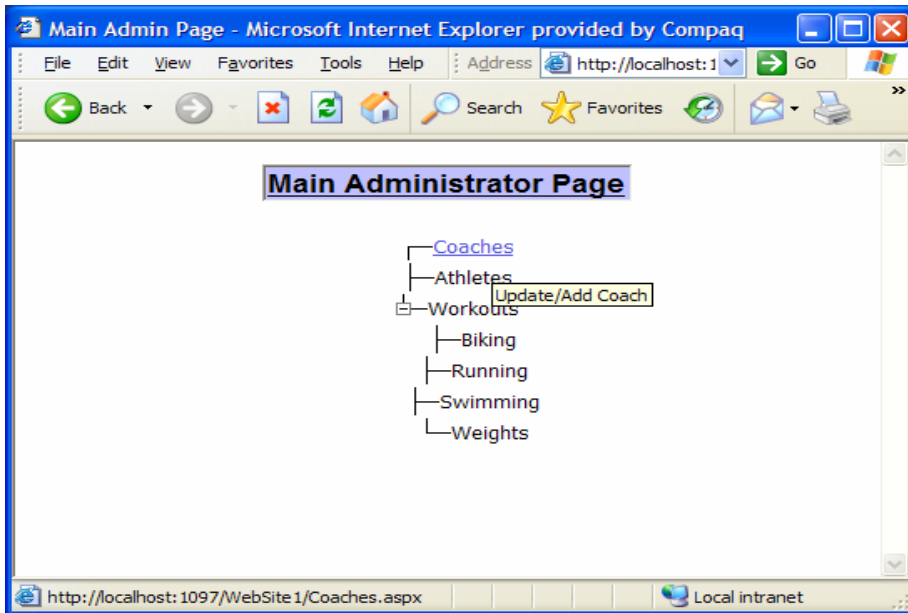 Main Admin Page - Microsoft Internet Explorer provided by Compaq
File Edit View Favorites Tools Help Address http://localhost:1 Go
Back Search Favorites »
Main Administrator Page
Coaches
Athletes
Update/Add Coach
Workouts
Biking
Running
Swimming
Weights
http://localhost:1097/WebSite1/Coaches.aspx Local intranet